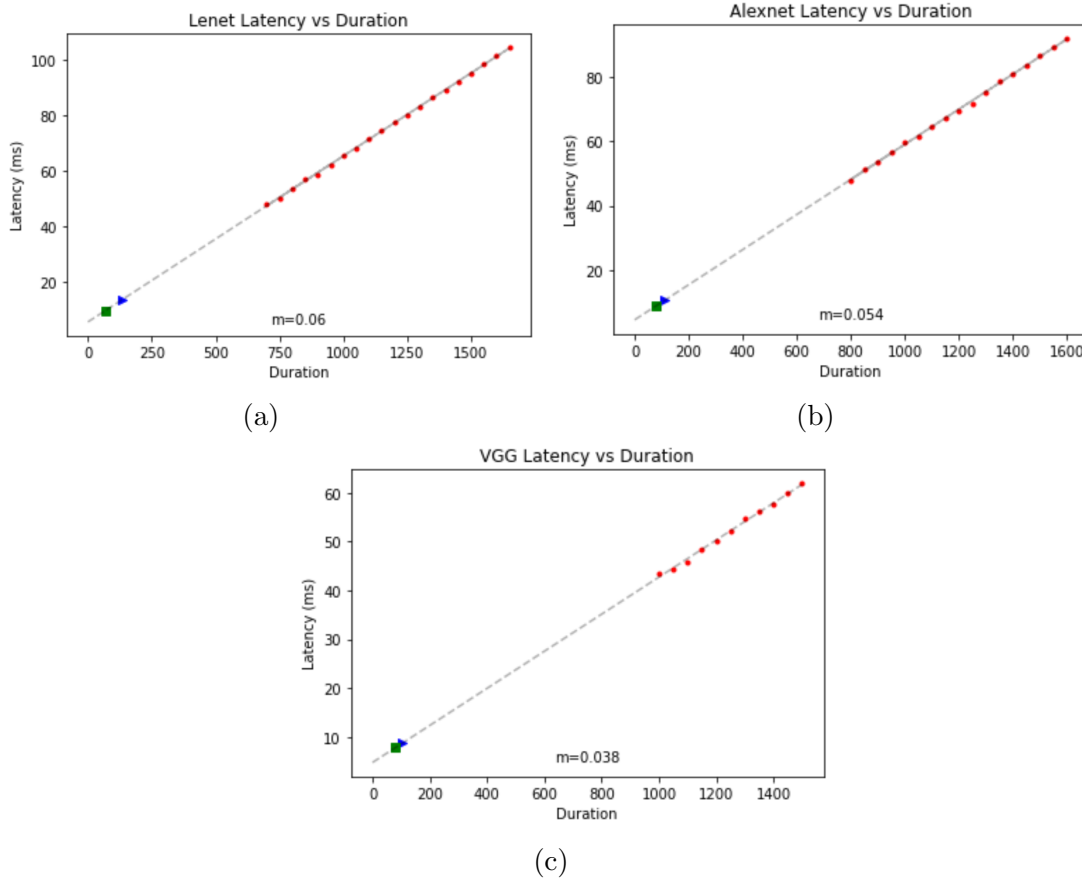 Lenet Latency vs Duration
Latency (ms)
100
80
60
40
20
m=0.06
0 250 500 750 1000 1250 1500
Duration
(a)
Alexnet Latency vs Duration
Latency (ms)
80
60
40
20
m=0.054
0 200 400 600 800 1000 1200 1400 1600
Duration
(b)
VGG Latency vs Duration
Latency (ms)
60
50
40
30
20
10
m=0.038
0 200 400 600 800 1000 1200 1400
Duration
(c)